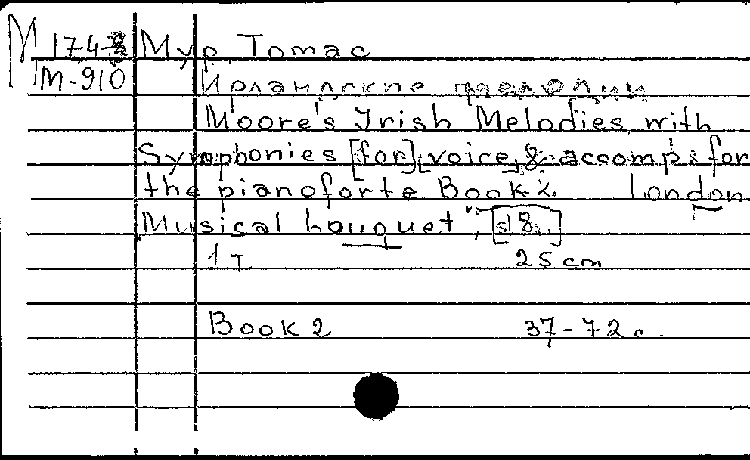 М 174-8 Мур, Томас
М-910 Ирландские мелодии
Moore's Irish Melodies with
Symphonies [for] voice, & accomp.s for
the pianoforte Book 2. London
"Musical bouquet", [18..]
1 т. 25 cm
Book 2 37-72 с.